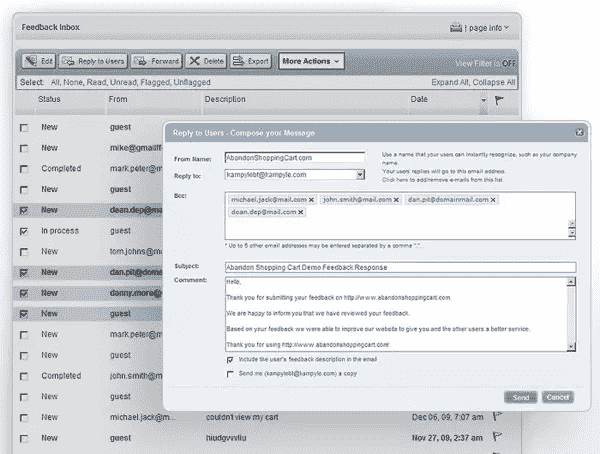 Feedback Inbox
| page info
Edit Reply to Users Forward Delete Export More Actions View Filter is OFF
Select: All, None, Read, Unread, Flagged, Unflagged Expand All, Collapse All
Status From Description Date
New guest
New mike@gmailff
Completed mark.peter@m
New guest
New dean.dep@ma
In process guest
New tom.johns@m
New dan.pit@doma
New danny.more@
New guest
New mark.peter@m
New guest
Completed john.smith@m
New guest
New michael.jack@m... couldn't view my cart Dec 06, 09, 7:07 am
New guest hiudgvvvliu Nov 27, 09, 2:37 am
Reply to Users - Compose your Message
From Name: AbandonShoppingCart.com
Use a name that your users can instantly recognize, such as your company name.
Reply to: kampylebt@kampyle.com
Your users replies will go to this email address.
Click here to add/remove e-mails from this list.
Bcc: michael.jack@mail.com john.smith@mail.com dan.pit@domainmail.com
dean.dep@mail.com
* Up to 5 other email addresses may be entered separated by a comma ",".
Subject: Abandon Shopping Cart Demo Feedback Response
Comment: Hello,
Thank you for submitting your feedback on http://www.abandonshoppingcart.com
We are happy to inform you that we have reviewed your feedback.
Based on your feedback we were able to improve our website to give you and the other users a better service.
Thank you for using http://www.abandonshoppingcart.com
Include the user's feedback description in the email
Send me (kampylebt@kampyle.com) a copy
Send Cancel